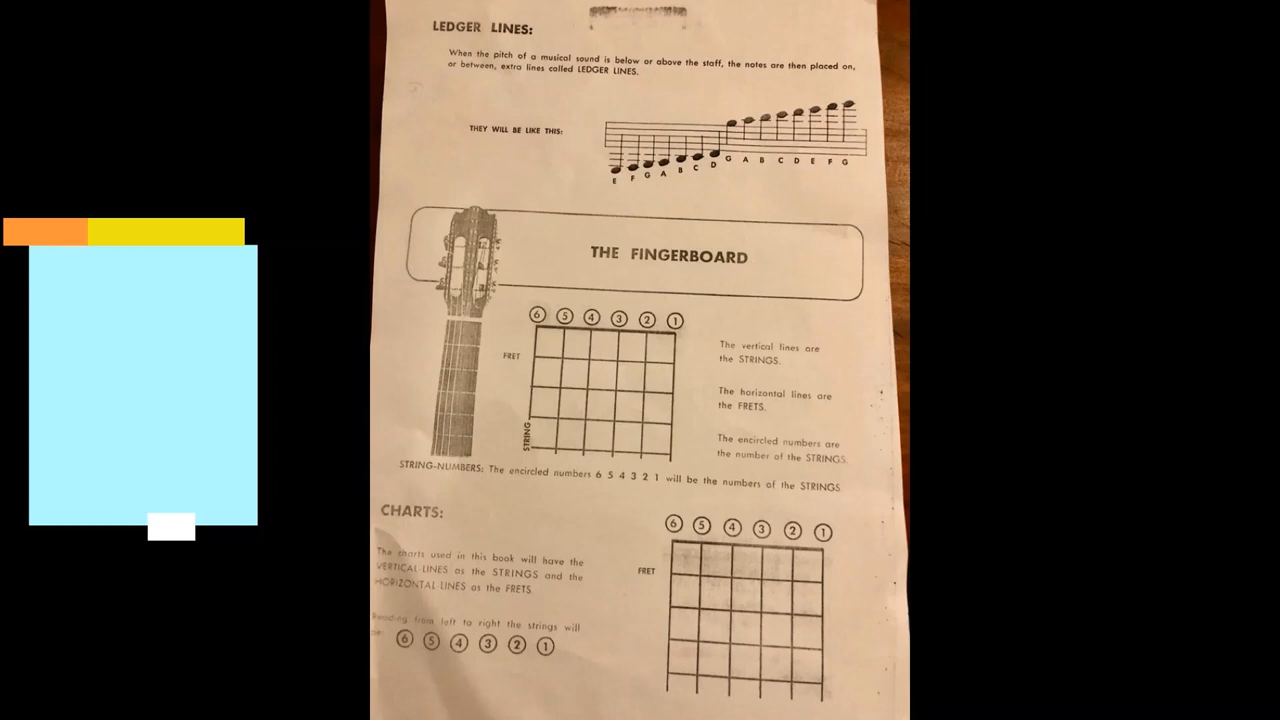 LEDGER LINES:
When the pitch of a musical sound is below or above the staff, the notes are then placed on,
or between, extra lines called LEDGER LINES.
THEY WILL BE LIKE THIS:
E F G A B C D G A B C D E F G
THE FINGERBOARD
6 5 4 3 2 1
FRET
STRING
The vertical lines are
the STRINGS.
The horizontal lines are
the FRETS.
The encircled numbers are
the number of the STRINGS.
STRING-NUMBERS: The encircled numbers 6 5 4 3 2 1 will be the numbers of the STRINGS
CHARTS:
The charts used in this book will have the
VERTICAL LINES as the STRINGS and the
HORIZONTAL LINES as the FRETS
Reading from left to right the strings will
6 5 4 3 2 1
6 5 4 3 2 1
FRET